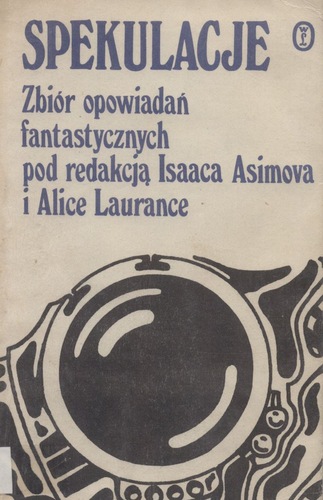 SPEKULACJE
Zbiór opowiadań
fantastycznych
pod redakcją Isaaca Asimova
i Alice Laurance